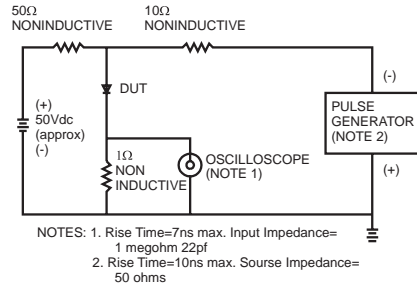 50Ω
NONINDUCTIVE
10Ω
NONINDUCTIVE
DUT
(+)
50Vdc
(approx)
(-)
1Ω
NON
INDUCTIVE
OSCILLOSCOPE
(NOTE 1)
(-)
PULSE
GENERATOR
(NOTE 2)
(+)
NOTES: 1. Rise Time=7ns max. Input Impedance=
1 megohm 22pf
2. Rise Time=10ns max. Sourse Impedance=
50 ohms